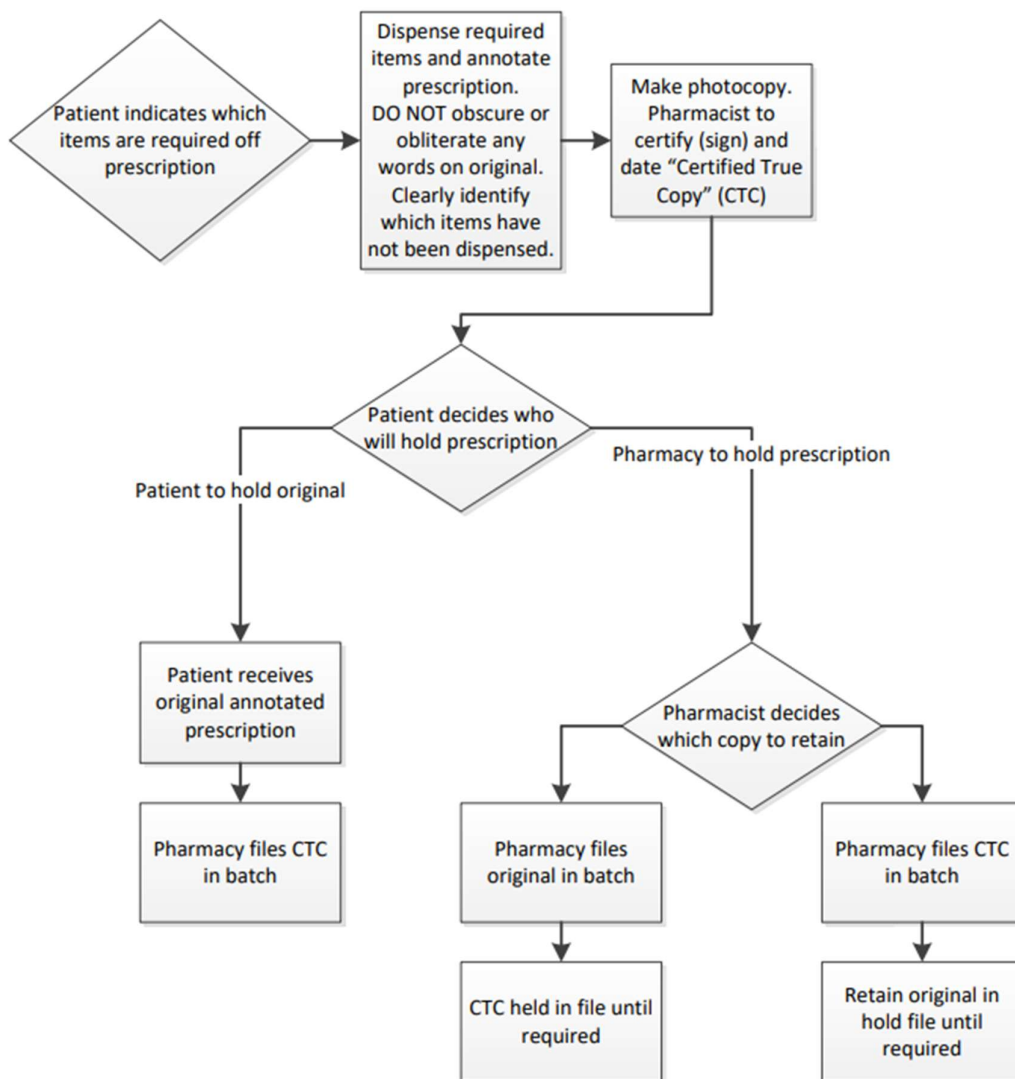 Patient indicates which
items are required off
prescription
Dispense required
items and annotate
prescription.
DO NOT obscure or
obliterate any
words on original.
Clearly identify
which items have
not been dispensed.
Make photocopy.
Pharmacist to
certify (sign) and
date “Certified True
Copy” (CTC)
Patient decides who
will hold prescription
Patient to hold original
Pharmacy to hold prescription
Patient receives
original annotated
prescription
Pharmacy files CTC
in batch
Pharmacist decides
which copy to retain
Pharmacy files
original in batch
CTC held in file until
required
Pharmacy files CTC
in batch
Retain original in
hold file until
required